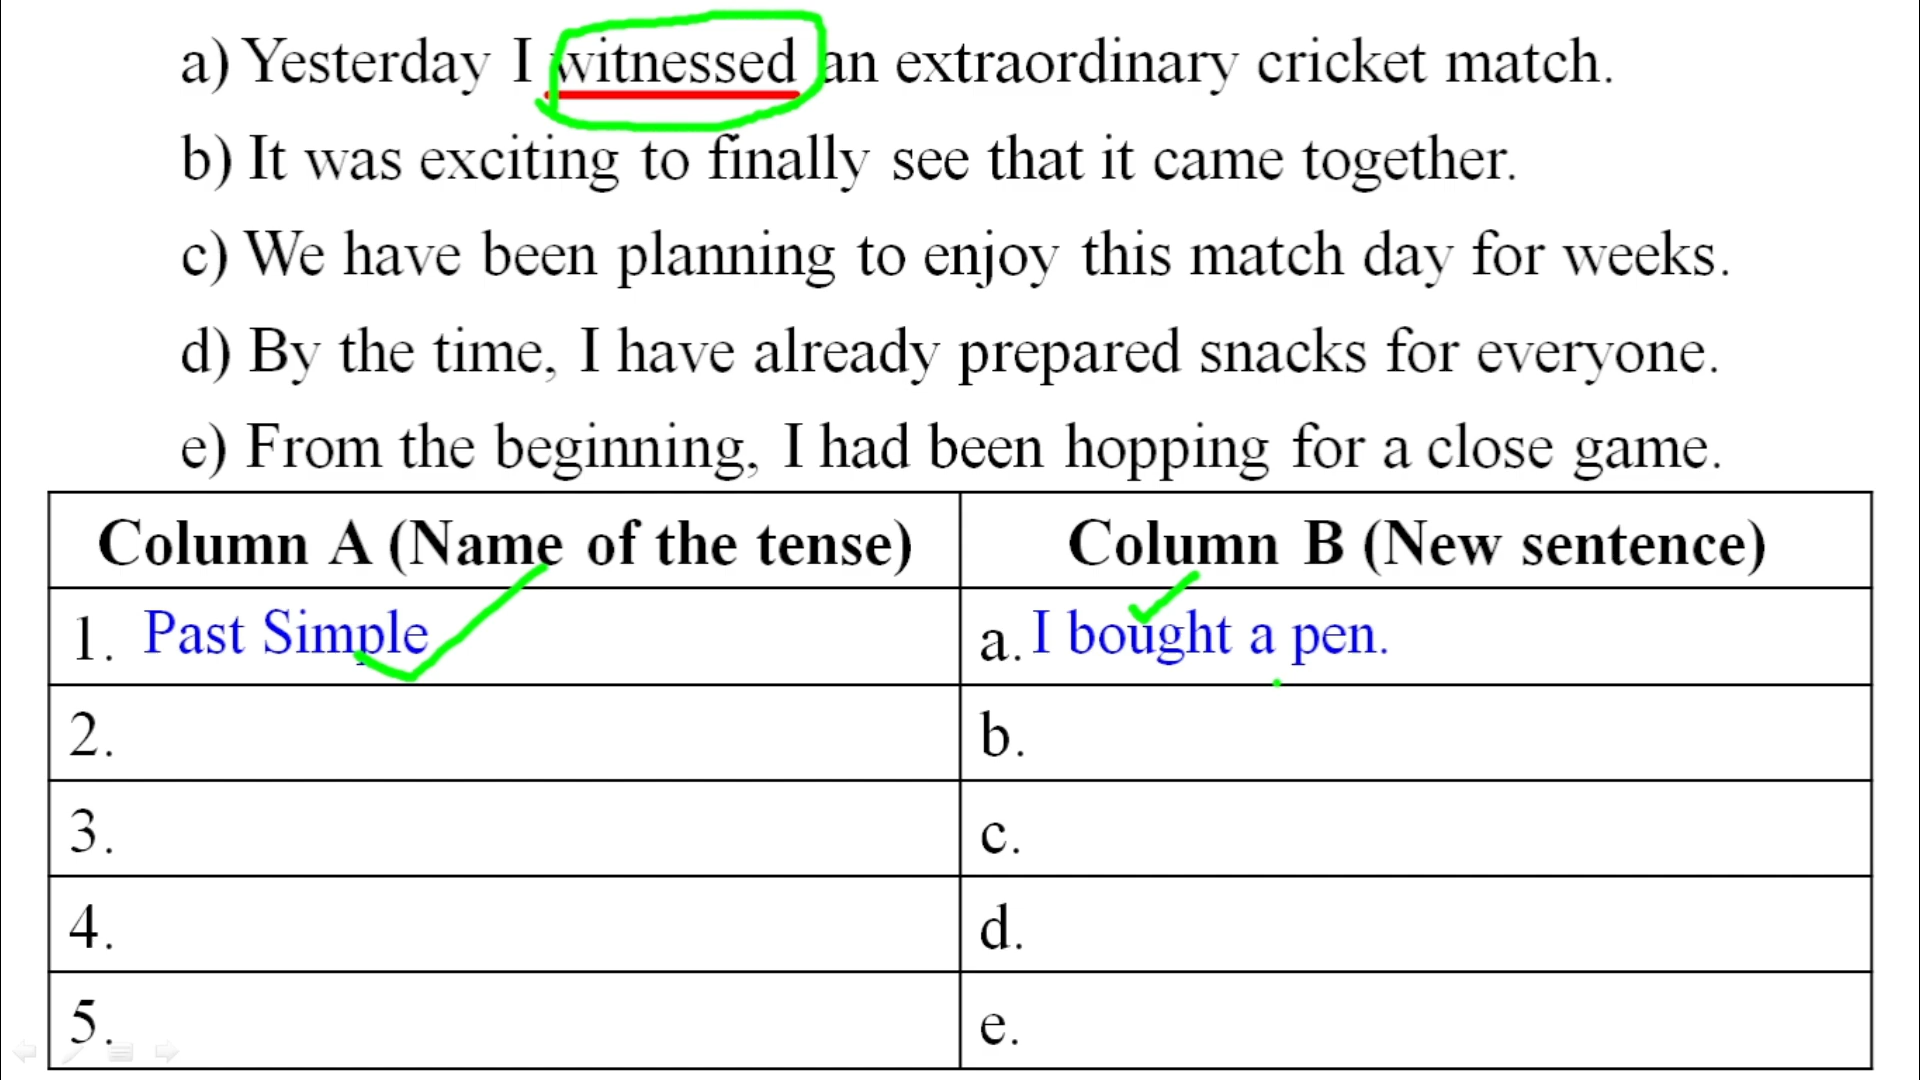 a) Yesterday I witnessed an extraordinary cricket match.
b) It was exciting to finally see that it came together.
c) We have been planning to enjoy this match day for weeks.
d) By the time, I have already prepared snacks for everyone.
e) From the beginning, I had been hopping for a close game.
Column A (Name of the tense) Column B (New sentence)
1. Past Simple a. I bought a pen.
2. b.
3. c.
4. d.
5. e.